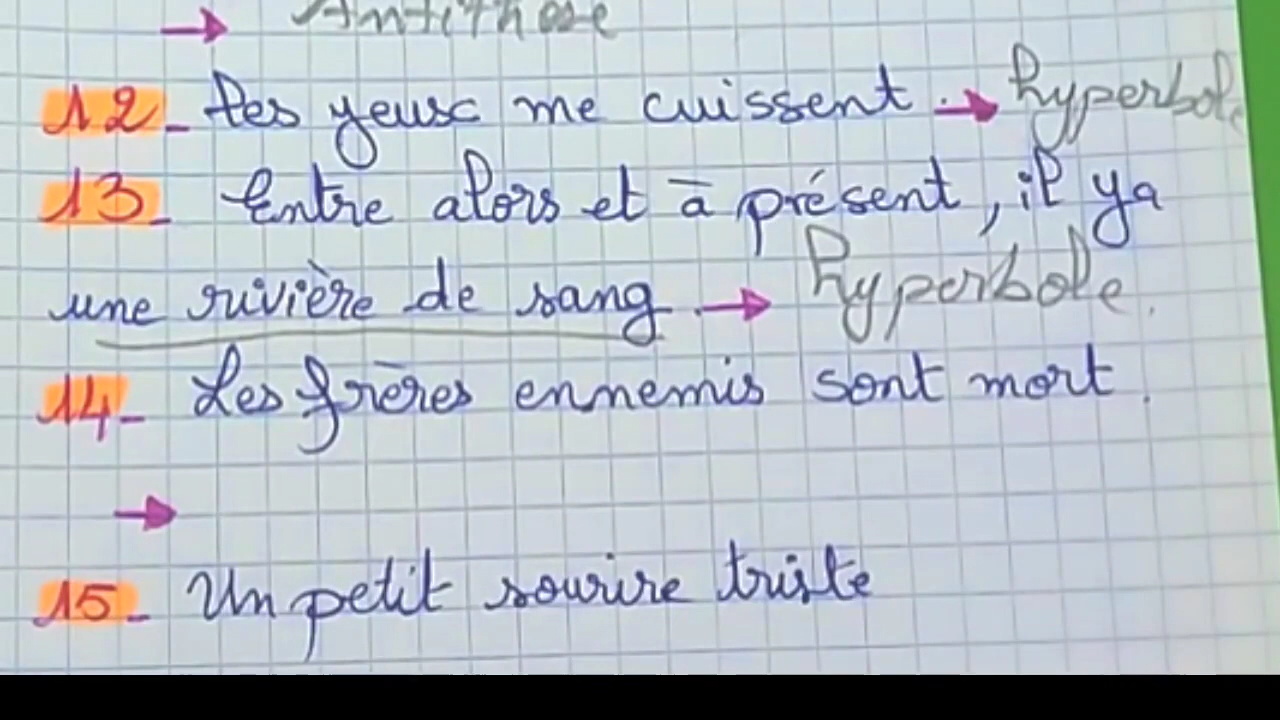 → Antithèse
12_ Les yeux me cuissent. → hyperbole
13_ Entre alors et à présent, il ya
une rivière de sang → hyperbole.
14_ Les frères ennemis sont mort.
→
15_ Un petit sourire triste